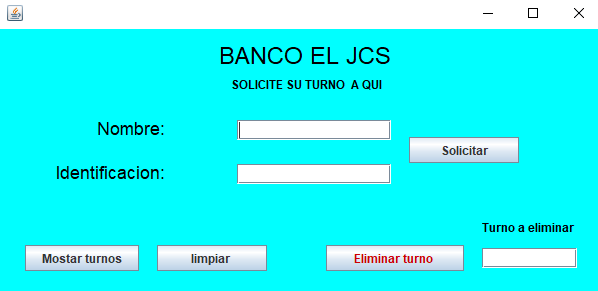 BANCO EL JCS
SOLICITE SU TURNO A QUI
Nombre:
Solicitar
Identificacion:
Turno a eliminar
Mostar turnos
limpiar
Eliminar turno